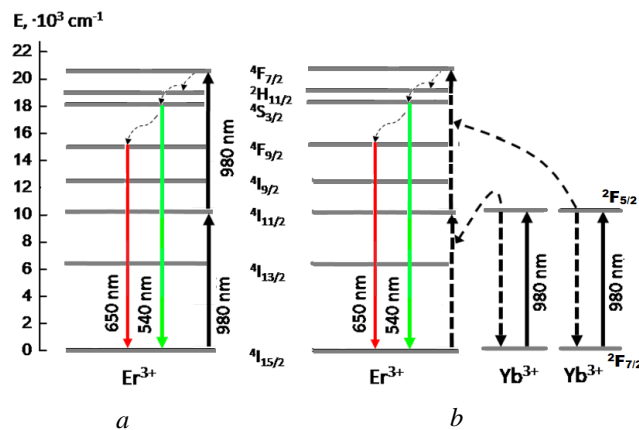 E, ·10³ cm⁻¹
22
20
18
16
14
12
10
8
6
4
2
0
980 nm
980 nm
650 nm
540 nm
Er³⁺
a
⁴F₇/₂
²H₁₁/₂
⁴S₃/₂
⁴F₉/₂
⁴I₉/₂
⁴I₁₁/₂
⁴I₁₃/₂
⁴I₁₅/₂
650 nm
540 nm
Er³⁺
b
²F₅/₂
980 nm
980 nm
²F₇/₂
Yb³⁺
Yb³⁺